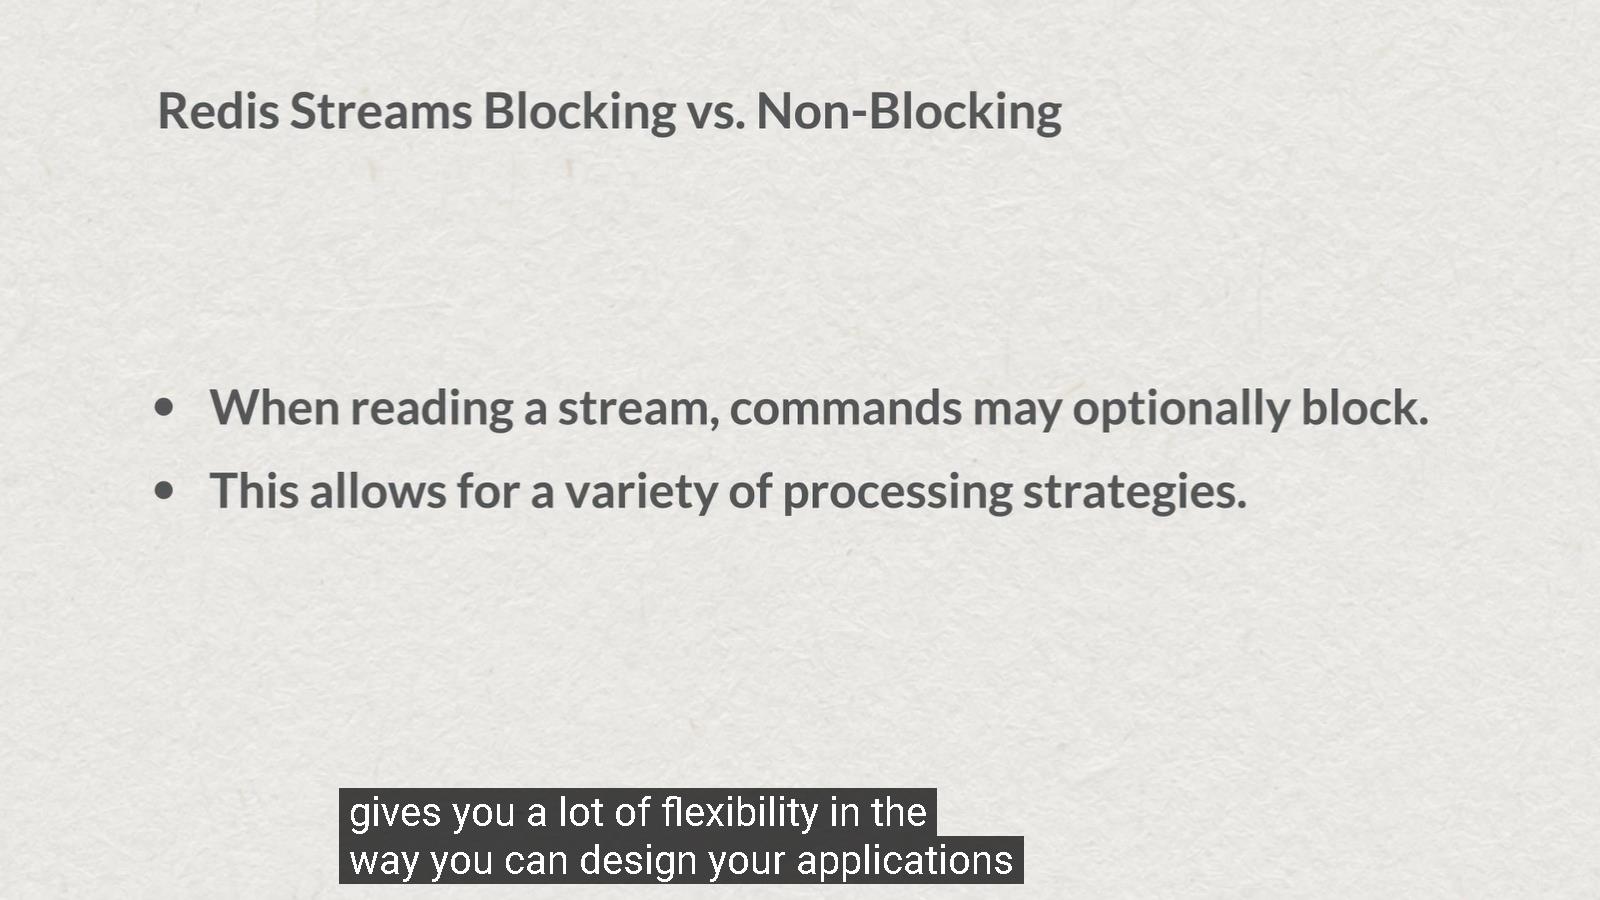 Redis Streams Blocking vs. Non-Blocking
• When reading a stream, commands may optionally block.
• This allows for a variety of processing strategies.
gives you a lot of flexibility in the
way you can design your applications